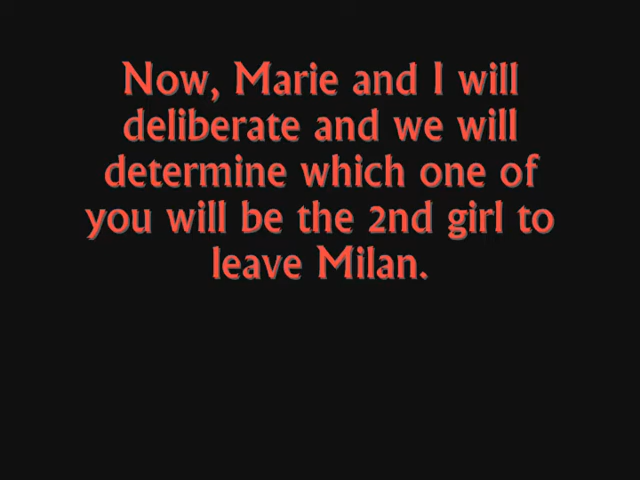 Now, Marie and I will
deliberate and we will
determine which one of
you will be the 2nd girl to
leave Milan.